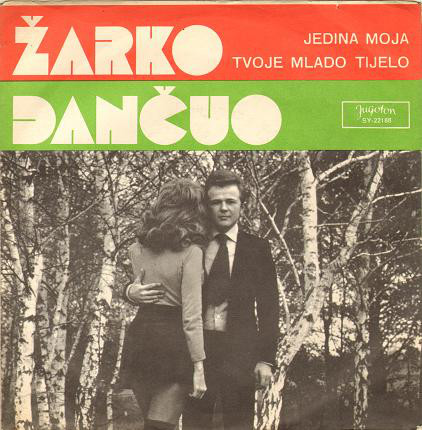 ŽARKO
DANČUO
JEDINA MOJA
TVOJE MLADO TIJELO
Jugoton
SY-22188